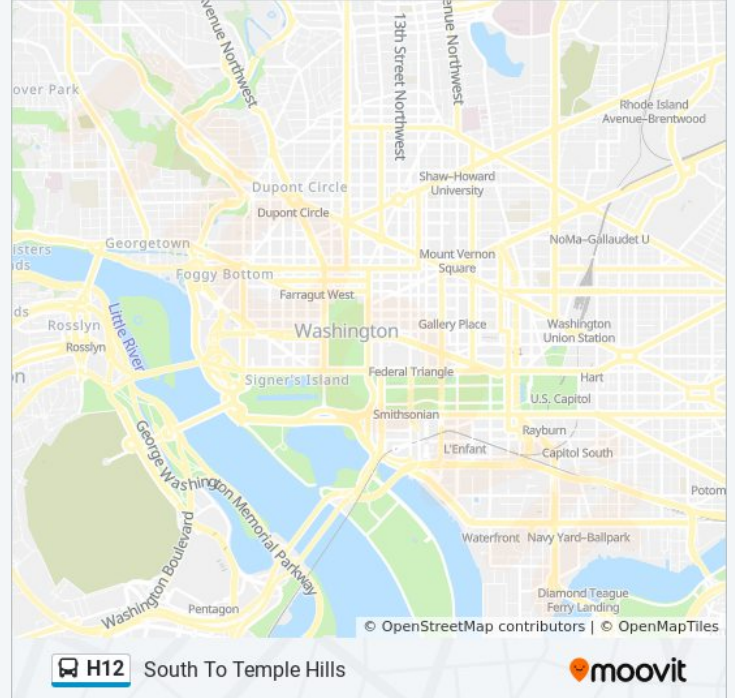 Avenue Northwest
13th Street Northwest
enue Northwest
over Park
Rhode Island
Avenue–Brentwood
Shaw–Howard
University
Dupont Circle
Dupont Circle
Georgetown
NoMa–Gallaudet U
isters
ds
Mount Vernon
Square
Foggy Bottom
Farragut West
ds
Little River
Rosslyn
Washington
Gallery Place
Washington
Union Station
Rosslyn
on
Signer's Island
Federal Triangle
Hart
U.S. Capitol
Smithsonian
Rayburn
L'Enfant
Capitol South
George Washington Memorial Parkway
Potom
Washington Boulevard
Waterfront
Navy Yard–Ballpark
Diamond Teague
Ferry Landing
Pentagon
© OpenStreetMap contributors | © OpenMapTiles
H12 South To Temple Hills
moovit